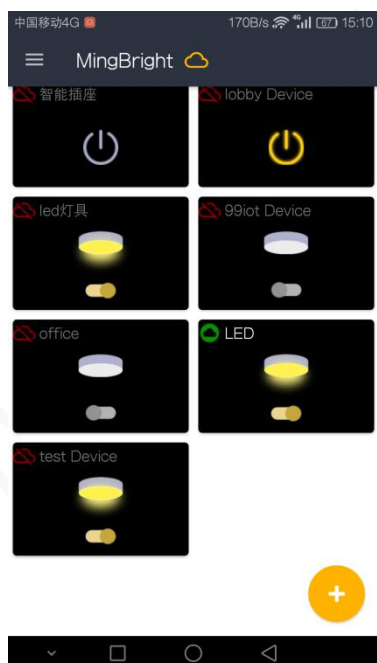 中国移动4G 170B/s 4G 67 15:10
MingBright
智能插座 lobby Device
led灯具 99iot Device
office LED
test Device